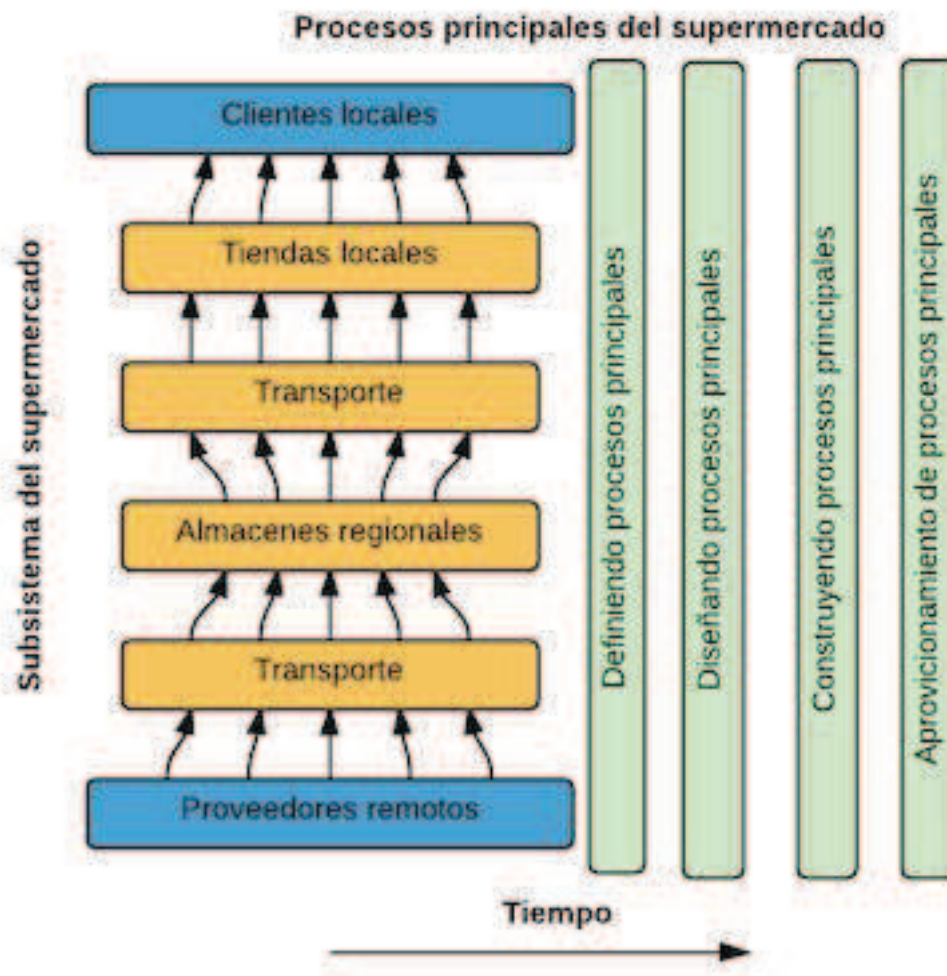 Procesos principales del supermercado
Clientes locales
Tiendas locales
Transporte
Almacenes regionales
Transporte
Proveedores remotos
Subsistema del supermercado
Definiendo procesos principales
Diseñando procesos principales
Construyendo procesos principales
Aprovicionamiento de procesos principales
Tiempo